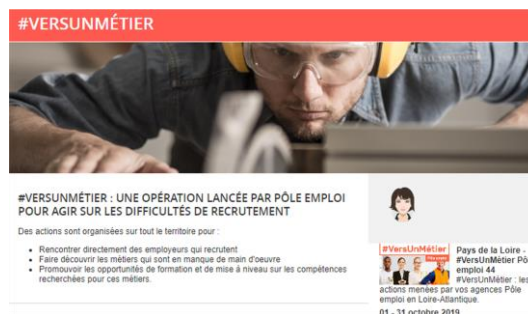 #VERSUNMÉTIER
#VERSUNMÉTIER : UNE OPÉRATION LANCÉE PAR PÔLE EMPLOI
POUR AGIR SUR LES DIFFICULTÉS DE RECRUTEMENT
Des actions sont organisées sur tout le territoire pour :
Rencontrer directement des employeurs qui recrutent
Faire découvrir les métiers qui sont en manque de main d'oeuvre
Promouvoir les opportunités de formation et de mise à niveau sur les compétences
recherchées pour ces métiers.
#VersUnMétier
Pays de la Loire -
#VersUnMétier Pô
emploi 44
#VersUnMétier : les
actions menées par vos agences Pôle
emploi en Loire-Atlantique.
01 - 31 octobre 2019